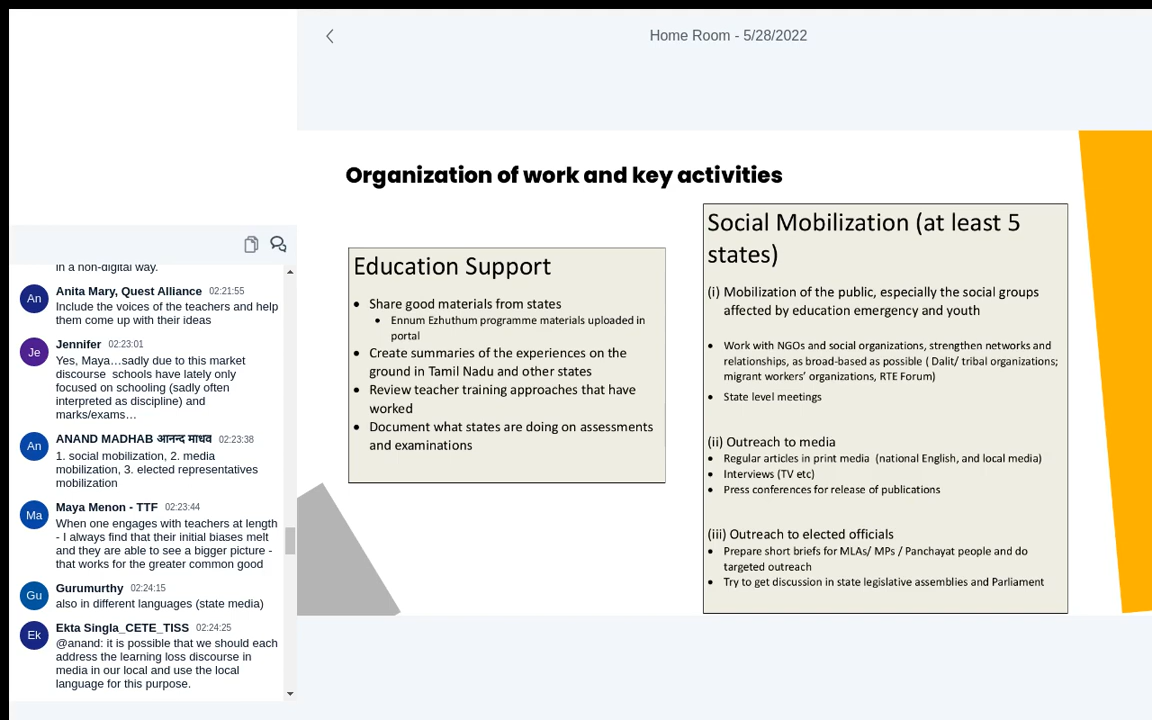 Home Room - 5/28/2022
in a non-digital way.
An
Anita Mary, Quest Alliance 02:21:55
Include the voices of the teachers and help
them come up with their ideas
Je
Jennifer 02:23:01
Yes, Maya…sadly due to this market
discourse schools have lately only
focused on schooling (sadly often
interpreted as discipline) and
marks/exams…
An
ANAND MADHAB आनन्द माधव 02:23:38
1. social mobilization, 2. media
mobilization, 3. elected representatives
mobilization
Ma
Maya Menon - TTF 02:23:44
When one engages with teachers at length
- I always find that their initial biases melt
and they are able to see a bigger picture -
that works for the greater common good
Gu
Gurumurthy 02:24:15
also in different languages (state media)
Ek
Ekta Singla_CETE_TISS 02:24:25
@anand: it is possible that we should each
address the learning loss discourse in
media in our local and use the local
language for this purpose.
Organization of work and key activities
Education Support
• Share good materials from states
• Ennum Ezhuthum programme materials uploaded in
portal
• Create summaries of the experiences on the
ground in Tamil Nadu and other states
• Review teacher training approaches that have
worked
• Document what states are doing on assessments
and examinations
Social Mobilization (at least 5
states)
(i) Mobilization of the public, especially the social groups
affected by education emergency and youth
• Work with NGOs and social organizations, strengthen networks and
relationships, as broad-based as possible ( Dalit/ tribal organizations;
migrant workers’ organizations, RTE Forum)
• State level meetings
(ii) Outreach to media
• Regular articles in print media (national English, and local media)
• Interviews (TV etc)
• Press conferences for release of publications
(iii) Outreach to elected officials
• Prepare short briefs for MLAs/ MPs / Panchayat people and do
targeted outreach
• Try to get discussion in state legislative assemblies and Parliament